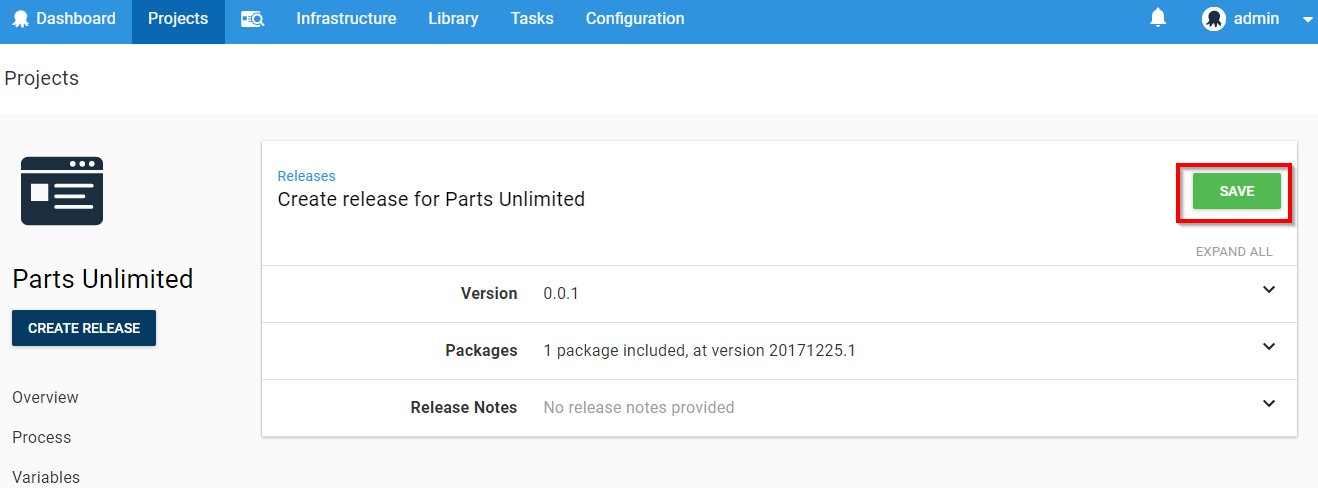 Dashboard Projects Infrastructure Library Tasks Configuration admin
Projects
Releases
Create release for Parts Unlimited
SAVE
EXPAND ALL
Parts Unlimited
CREATE RELEASE
Overview
Process
Variables
Version 0.0.1
Packages 1 package included, at version 20171225.1
Release Notes No release notes provided